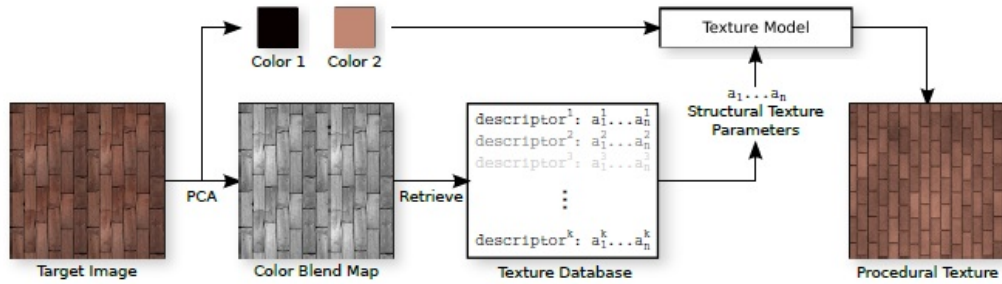 Color 1
Color 2
Texture Model
Target Image
PCA
Color Blend Map
Retrieve
descriptor¹: a₁¹...aₙ¹
descriptor²: a₁²...aₙ²
descriptor³: a₁³...aₙ³
⋮
descriptorᵏ: a₁ᵏ...aₙᵏ
Texture Database
a₁...aₙ
Structural Texture
Parameters
Procedural Texture